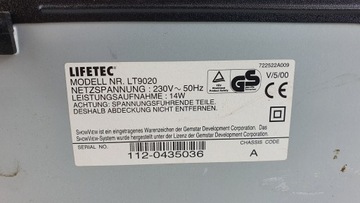 722522A009
LIFETEC
MODELL NR. LT9020
V/5/00
NETZSPANNUNG : 230V~ 50Hz
LEISTUNGSAUFNAHME : 14W
ACHTUNG: SPANNUNGSFÜHRENDE TEILE.
DESHALB ABDECKUNG NICHT ENTFERNEN.
GS
SHOWVIEW ist ein eingetragenes Warenzeichen der Gemstar Development Corporation. Das
SHOWVIEW-System wurde hergestellt unter der Lizenz der Gemstar Development Corporation.
SERIAL NO.
CHASSIS CODE
112-0435036
A